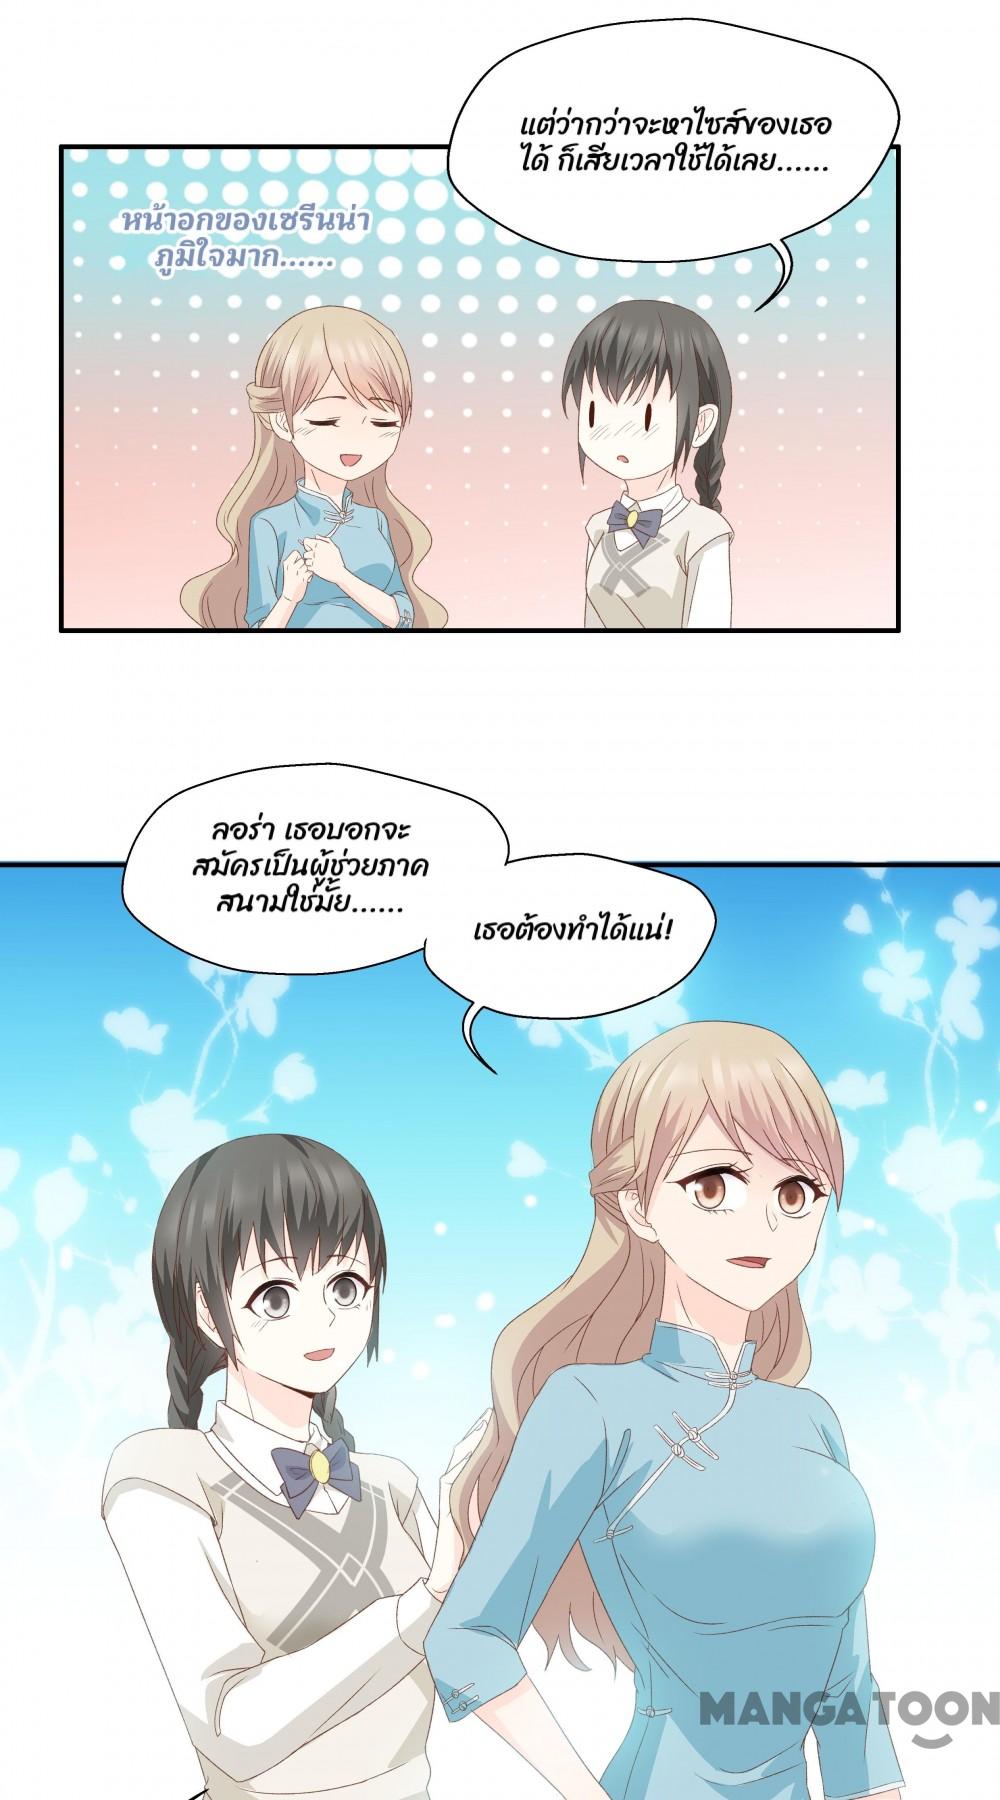 แต่ว่ากว่าจะหาไซส์ของเธอ
ได้ ก็เสียเวลาใช้ได้เลย......
หน้าอกของเซรีนน่า
ภูมิใจมาก......
ลอร่า เธอบอกจะ
สมัครเป็นผู้ช่วยภาค
สนามใช่มั้ย......
เธอต้องทำได้แน่!
MANGATOON